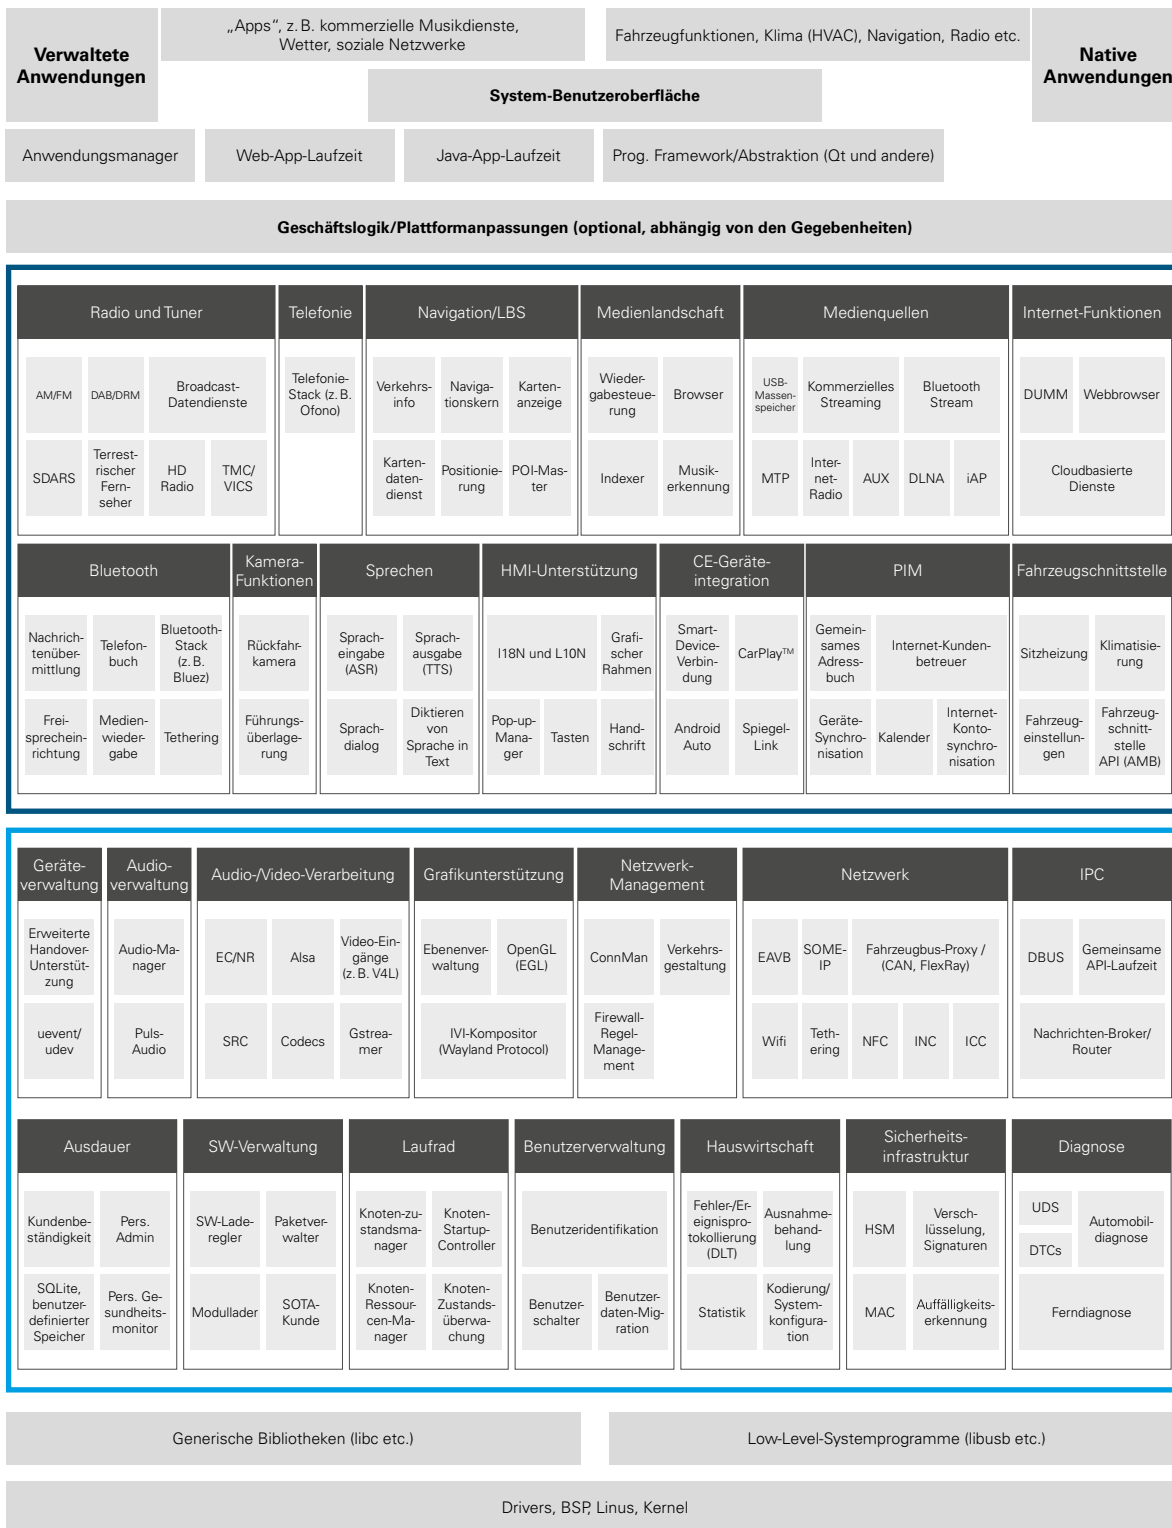 Verwaltete
Anwendungen
„Apps“, z. B. kommerzielle Musikdienste,
Wetter, soziale Netzwerke
Fahrzeugfunktionen, Klima (HVAC), Navigation, Radio etc.
Native
Anwendungen
System-Benutzeroberfläche
Anwendungsmanager
Web-App-Laufzeit
Java-App-Laufzeit
Prog. Framework/Abstraktion (Qt und andere)
Geschäftslogik/Plattformanpassungen (optional, abhängig von den Gegebenheiten)
Radio und Tuner
AM/FM
DAB/DRM
Broadcast-
Datendienste
SDARS
Terrest-
rischer
Fern-
seher
HD
Radio
TMC/
VICS
Telefonie
Telefonie-
Stack (z. B.
Ofono)
Navigation/LBS
Verkehrs-
info
Naviga-
tionskern
Karten-
anzeige
Karten-
daten-
dienst
Positionie-
rung
POI-Mas-
ter
Medienlandschaft
Wieder-
gabesteue-
rung
Browser
Indexer
Musik-
erkennung
Medienquellen
USB-
Massen-
speicher
Kommerzielles
Streaming
Bluetooth
Stream
MTP
Inter-
net-
Radio
AUX
DLNA
iAP
Internet-Funktionen
DUMM
Webbrowser
Cloudbasierte
Dienste
Bluetooth
Nachrich-
tenüber-
mittlung
Telefon-
buch
Bluetooth-
Stack
(z. B.
Bluez)
Frei-
sprechein-
richtung
Medien-
wieder-
gabe
Tethering
Kamera-
Funktionen
Rückfahr-
kamera
Führungs-
überlage-
rung
Sprechen
Sprach-
eingabe
(ASR)
Sprach-
ausgabe
(TTS)
Sprach-
dialog
Diktieren
von
Sprache in
Text
HMI-Unterstützung
I18N und L10N
Grafi-
scher
Rahmen
Pop-up-
Mana-
ger
Tasten
Hand-
schrift
CE-Geräte-
integration
Smart-
Device-
Verbin-
dung
CarPlay™
Android
Auto
Spiegel-
Link
PIM
Gemein-
sames
Adress-
buch
Internet-Kunden-
betreuer
Geräte-
Synchro-
nisation
Kalender
Internet-
Konto-
synchro-
nisation
Fahrzeugschnittstelle
Sitzheizung
Klimatisie-
rung
Fahrzeug-
einstellun-
gen
Fahrzeug-
schnitt-
stelle
API (AMB)
Geräte-
verwaltung
Erweiterte
Handover-
Unterstüt-
zung
uevent/
udev
Audio-
verwaltung
Audio-Ma-
nager
Puls-
Audio
Audio-/Video-Verarbeitung
EC/NR
Alsa
Video-Ein-
gänge
(z. B. V4L)
SRC
Codecs
Gstrea-
mer
Grafikunterstützung
Ebenenver-
waltung
OpenGL
(EGL)
IVI-Kompositor
(Wayland Protocol)
Netzwerk-
Management
ConnMan
Verkehrs-
gestaltung
Firewall-
Regel-
Manage-
ment
Netzwerk
EAVB
SOME-
IP
Fahrzeugbus-Proxy /
(CAN, FlexRay)
Wifi
Teth-
ering
NFC
INC
ICC
IPC
DBUS
Gemeinsame
API-Laufzeit
Nachrichten-Broker/
Router
Ausdauer
Kundenbe-
ständigkeit
Pers.
Admin
SQLite,
benutzer-
definierter
Speicher
Pers. Ge-
sundheits-
monitor
SW-Verwaltung
SW-Lade-
regler
Paketver-
walter
Modullader
SOTA-
Kunde
Laufrad
Knoten-zu-
standsma-
nager
Knoten-
Startup-
Controller
Knoten-
Ressour-
cen-Ma-
nager
Knoten-
Zustands-
überwa-
chung
Benutzerverwaltung
Benutzeridentifikation
Benutzer-
schalter
Benutzer-
daten-Mig-
ration
Hauswirtschaft
Fehler-/Er-
eignispro-
tokollierung
(DLT)
Ausnahme-
behand-
lung
Statistik
Kodierung/
System-
konfigura-
tion
Sicherheits-
infrastruktur
HSM
Versch-
lüsselung,
Signaturen
MAC
Auffälligkeits-
erkennung
Diagnose
UDS
DTCs
Automobil-
diagnose
Ferndiagnose
Generische Bibliotheken (libc etc.)
Low-Level-Systemprogramme (libusb etc.)
Drivers, BSP, Linus, Kernel